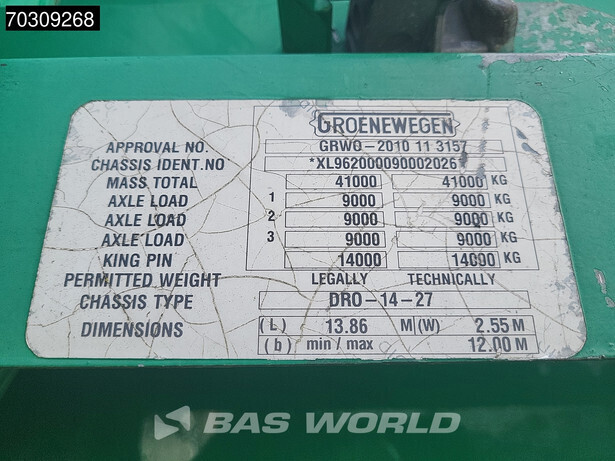 70309268
GROENEWEGEN
APPROVAL NO. GRWO-2010 11 3157
CHASSIS IDENT.NO *XL962000090002026*
MASS TOTAL 41000 41000 KG
AXLE LOAD 1 9000 9000 KG
AXLE LOAD 2 9000 9000 KG
AXLE LOAD 3 9000 9000 KG
KING PIN 14000 14000 KG
PERMITTED WEIGHT LEGALLY TECHNICALLY
CHASSIS TYPE DRO-14-27
DIMENSIONS (L) 13.86 M (W) 2.55 M
(b) min / max 12.00 M
BAS WORLD